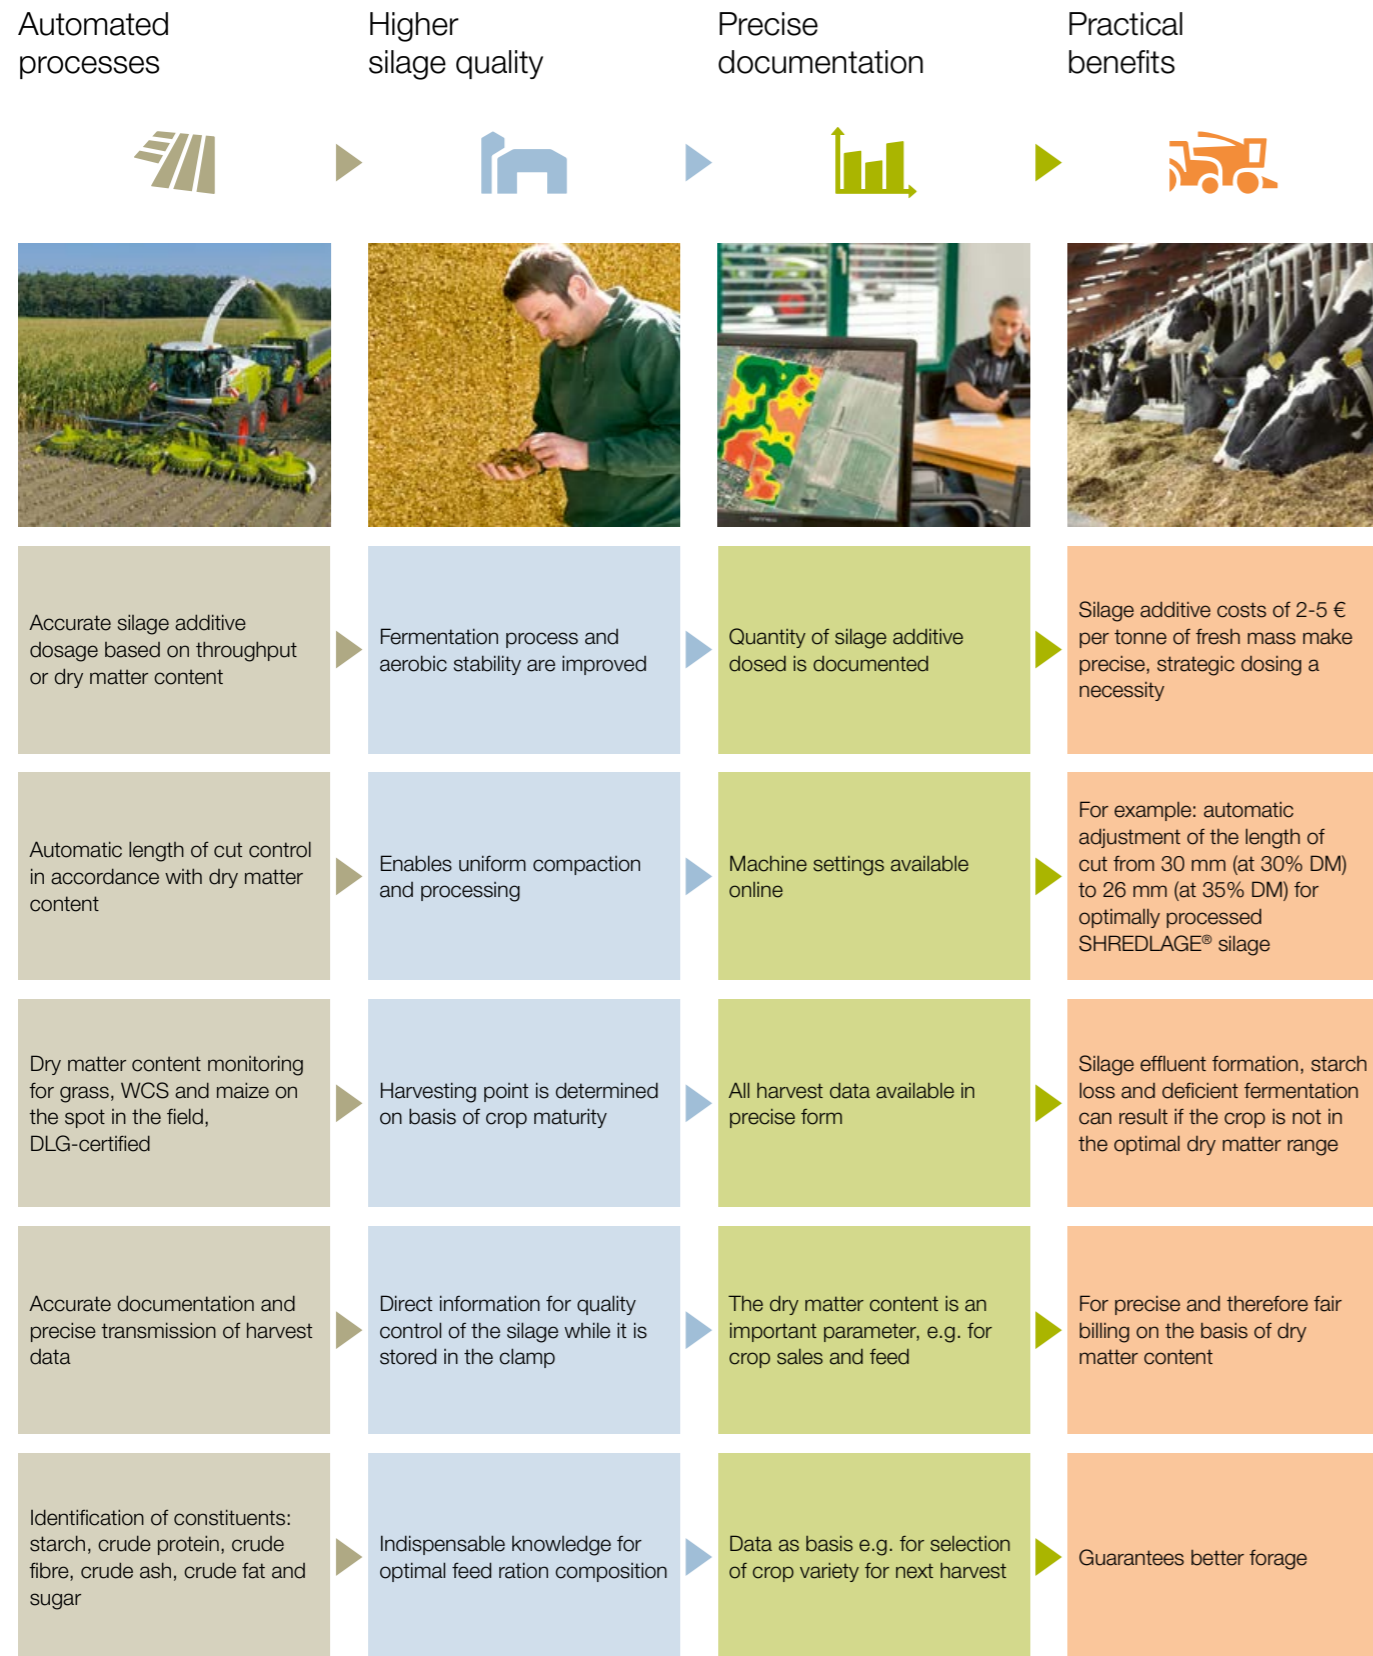 Automated
processes
Higher
silage quality
Precise
documentation
Practical
benefits
Accurate silage additive
dosage based on throughput
or dry matter content
Fermentation process and
aerobic stability are improved
Quantity of silage additive
dosed is documented
Silage additive costs of 2-5 €
per tonne of fresh mass make
precise, strategic dosing a
necessity
Automatic length of cut control
in accordance with dry matter
content
Enables uniform compaction
and processing
Machine settings available
online
For example: automatic
adjustment of the length of
cut from 30 mm (at 30% DM)
to 26 mm (at 35% DM) for
optimally processed
SHREDLAGE® silage
Dry matter content monitoring
for grass, WCS and maize on
the spot in the field,
DLG-certified
Harvesting point is determined
on basis of crop maturity
All harvest data available in
precise form
Silage effluent formation, starch
loss and deficient fermentation
can result if the crop is not in
the optimal dry matter range
Accurate documentation and
precise transmission of harvest
data
Direct information for quality
control of the silage while it is
stored in the clamp
The dry matter content is an
important parameter, e.g. for
crop sales and feed
For precise and therefore fair
billing on the basis of dry
matter content
Identification of constituents:
starch, crude protein, crude
fibre, crude ash, crude fat and
sugar
Indispensable knowledge for
optimal feed ration composition
Data as basis e.g. for selection
of crop variety for next harvest
Guarantees better forage